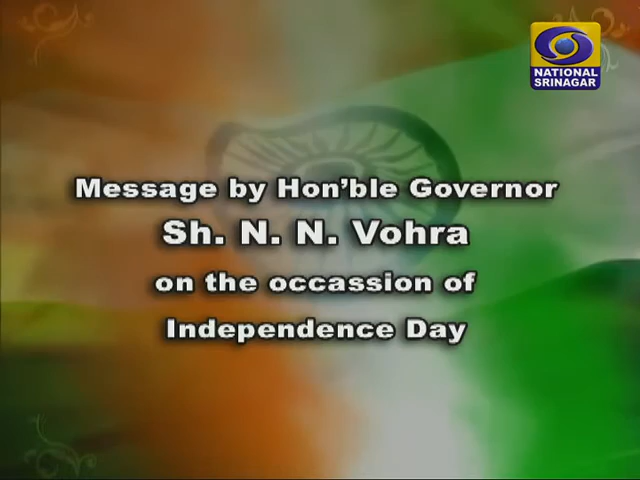 NATIONAL
SRINAGAR
Message by Hon'ble Governor
Sh. N. N. Vohra
on the occassion of
Independence Day